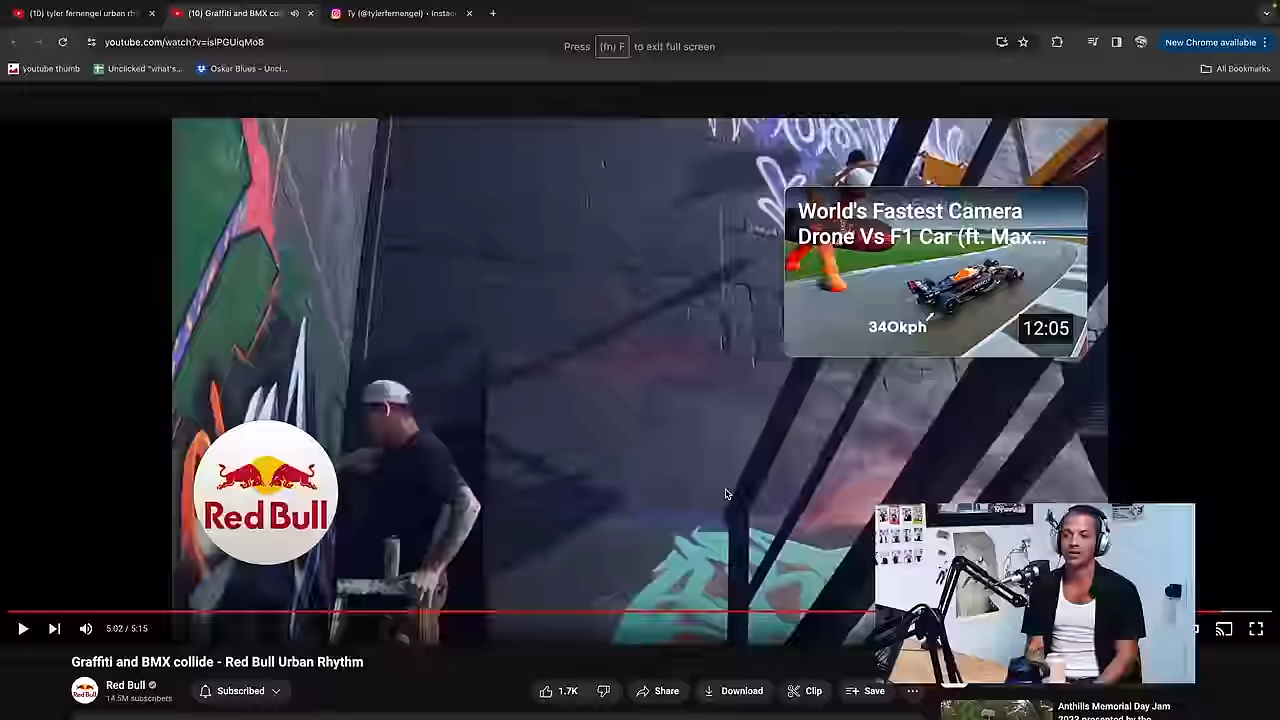 (10) tyler fernengel urban rh
(10) Graffiti and BMX co
Ty (@tylerfernengel) • Insta
youtube.com/watch?v=islPGUiqMo8
Press (fn) F to exit full screen
New Chrome available
youtube thumb
Unclicked "what's...
Oskar Blues - Unci...
All Bookmarks
World's Fastest Camera
Drone Vs F1 Car (ft. Max...
340kph
12:05
Red Bull
5:02 / 5:15
Graffiti and BMX collide - Red Bull Urban Rhythm
Red Bull
14.5M subscribers
Subscribed
1.7K
Share
Download
Clip
Save
Anthills Memorial Day Jam
2023 presented by the